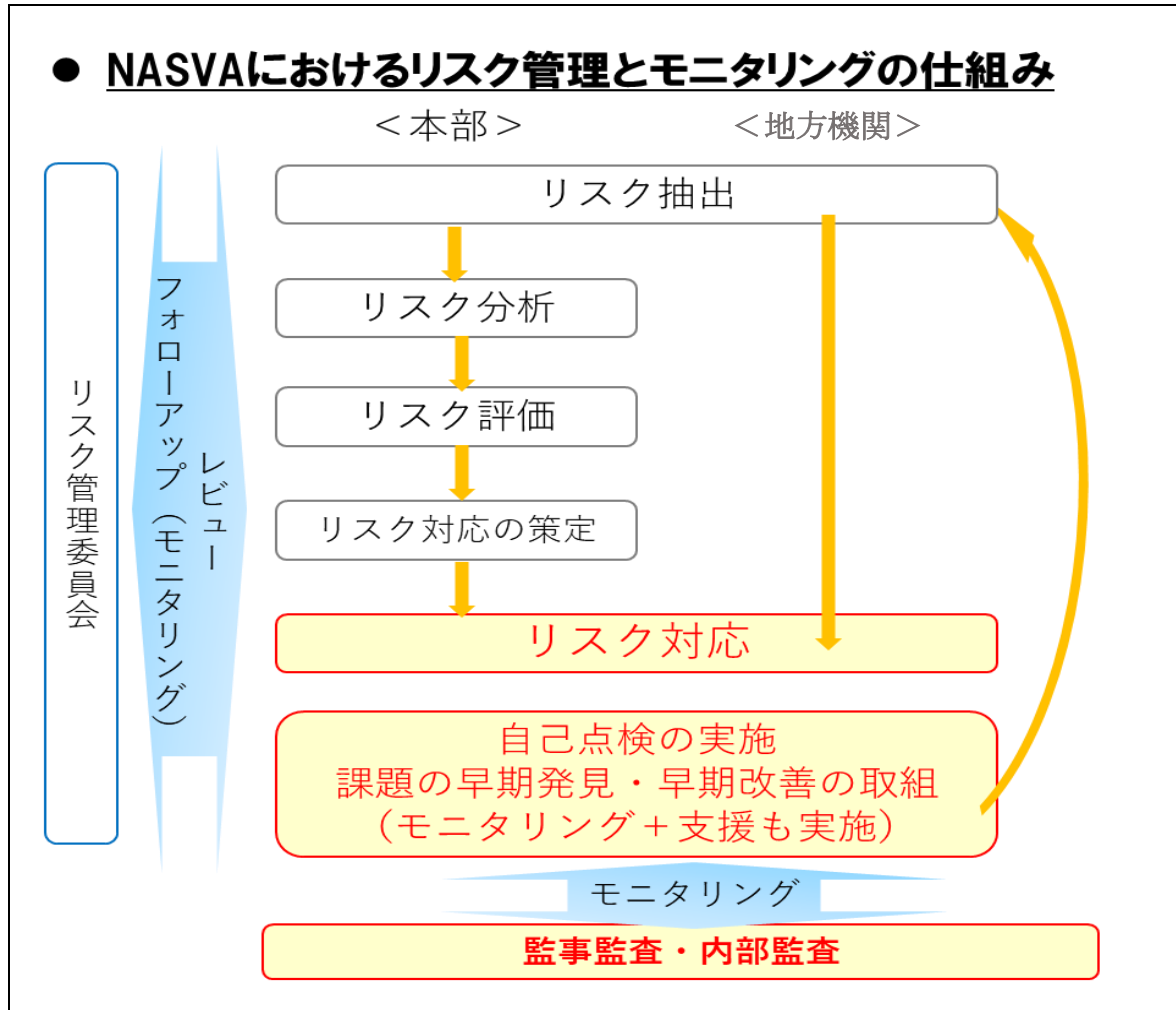 ● NASVAにおけるリスク管理とモニタリングの仕組み
＜本部＞
＜地方機関＞
リスク管理委員会
フォローアップ（モニタリング）
レビュー
リスク抽出
リスク分析
リスク評価
リスク対応の策定
リスク対応
自己点検の実施
課題の早期発見・早期改善の取組
（モニタリング＋支援も実施）
モニタリング
監事監査・内部監査